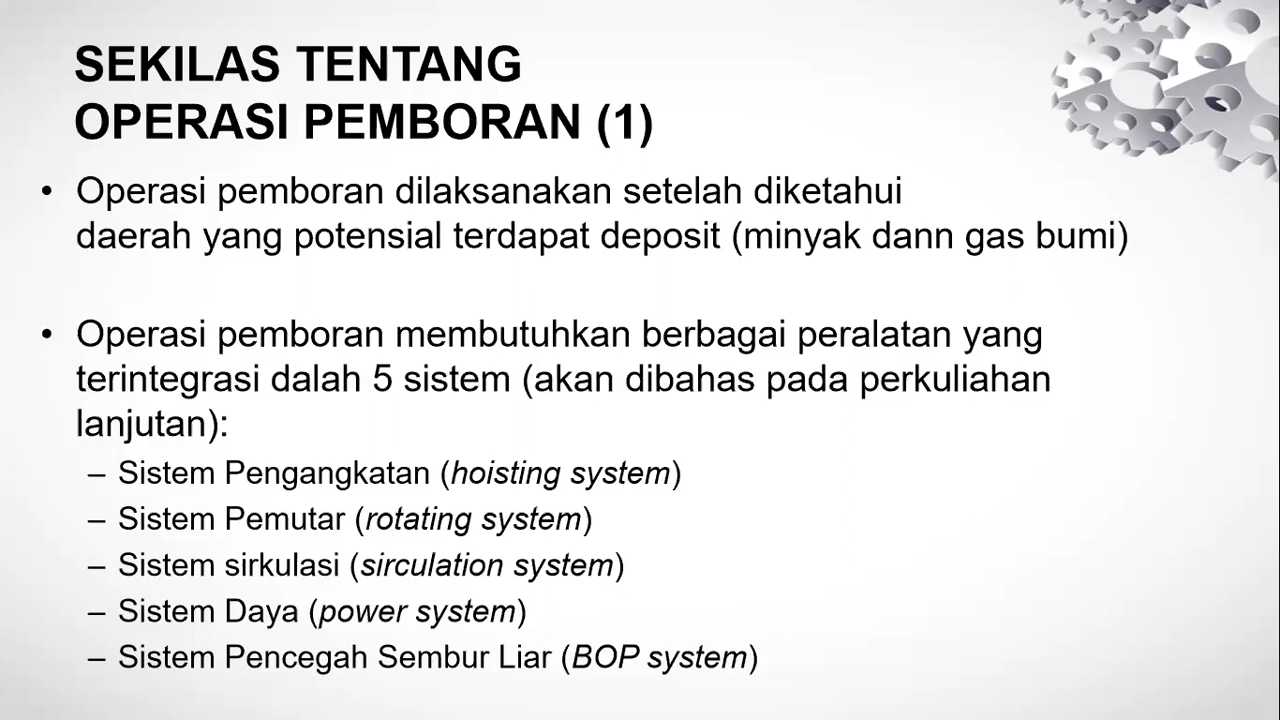 SEKILAS TENTANG
OPERASI PEMBORAN (1)
• Operasi pemboran dilaksanakan setelah diketahui
daerah yang potensial terdapat deposit (minyak dann gas bumi)
• Operasi pemboran membutuhkan berbagai peralatan yang
terintegrasi dalah 5 sistem (akan dibahas pada perkuliahan
lanjutan):
– Sistem Pengangkatan (hoisting system)
– Sistem Pemutar (rotating system)
– Sistem sirkulasi (sirculation system)
– Sistem Daya (power system)
– Sistem Pencegah Sembur Liar (BOP system)